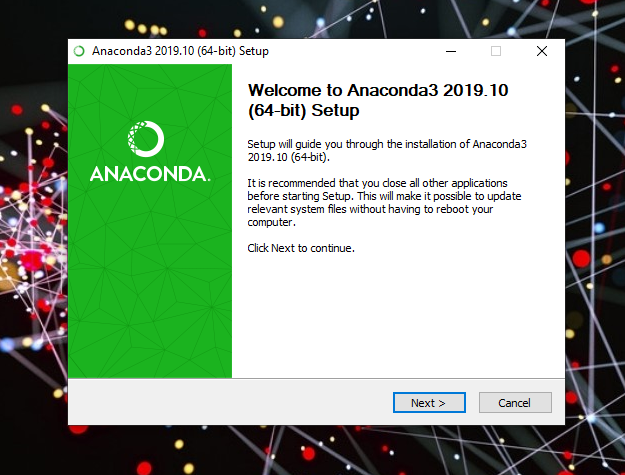 Anaconda3 2019.10 (64-bit) Setup
ANACONDA.
Welcome to Anaconda3 2019.10
(64-bit) Setup
Setup will guide you through the installation of Anaconda3
2019.10 (64-bit).
It is recommended that you close all other applications
before starting Setup. This will make it possible to update
relevant system files without having to reboot your
computer.
Click Next to continue.
Next >
Cancel